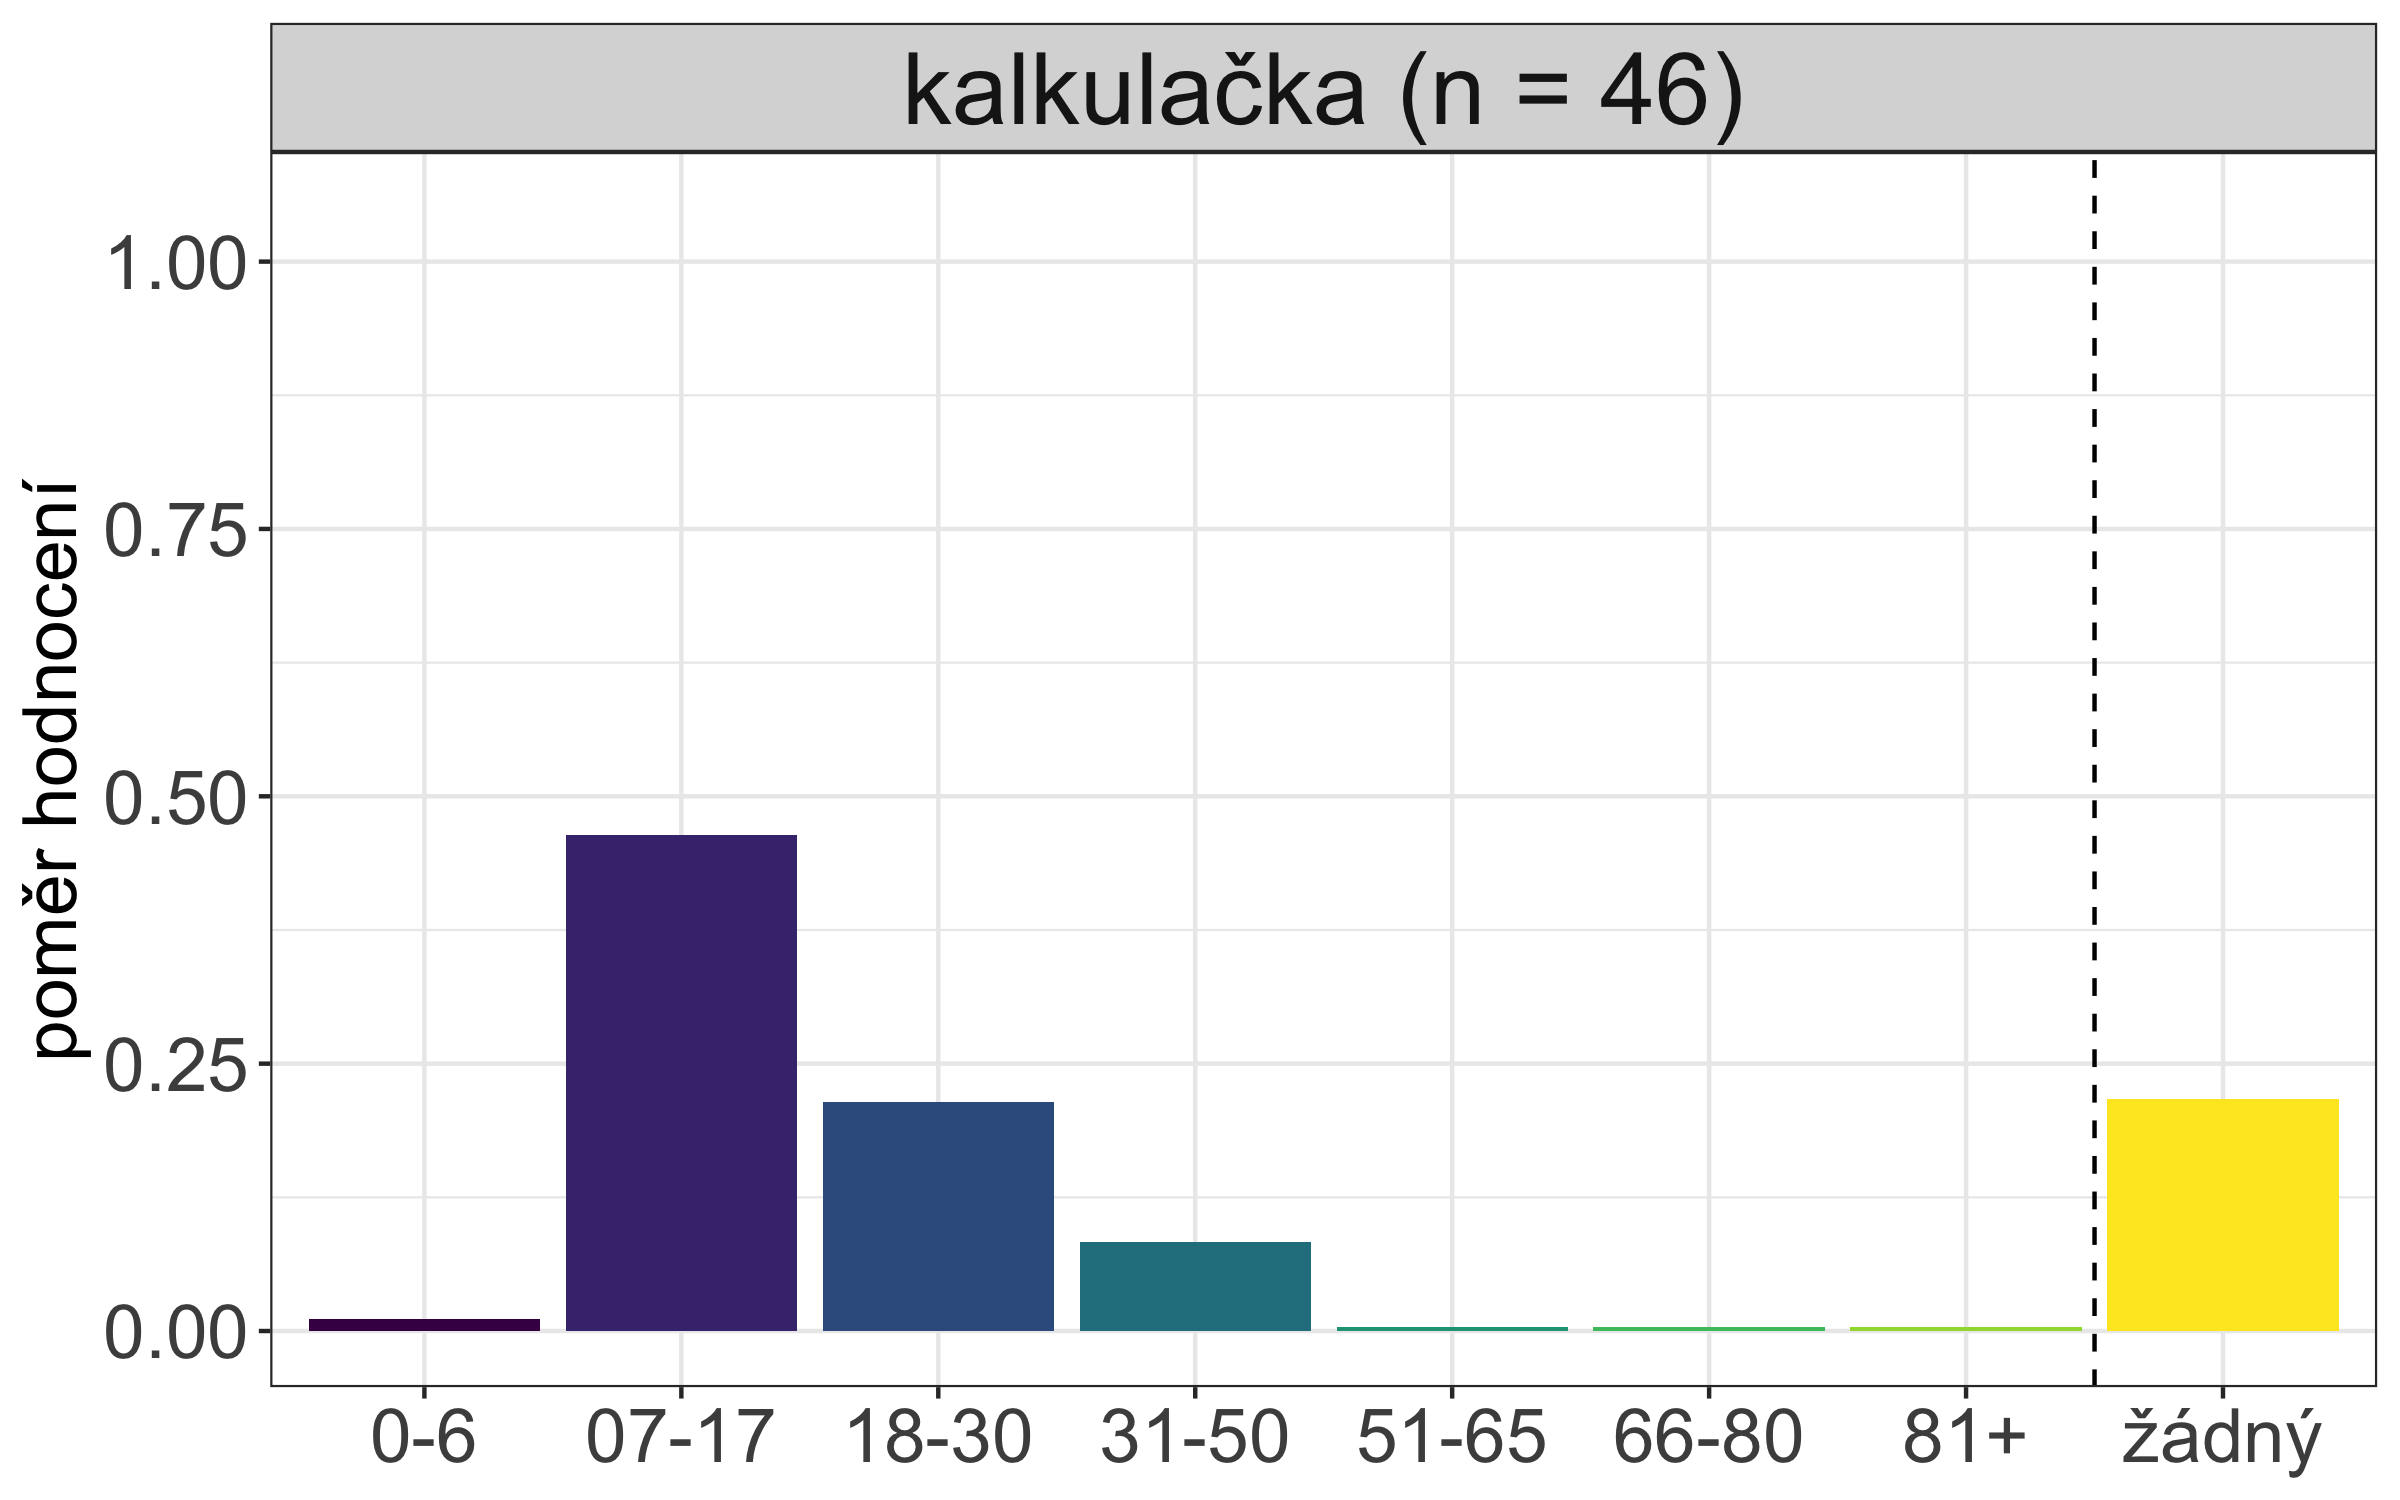 kalkulačka (n = 46)
poměr hodnocení
1.00
0.75
0.50
0.25
0.00
0-6 07-17 18-30 31-50 51-65 66-80 81+ žádný